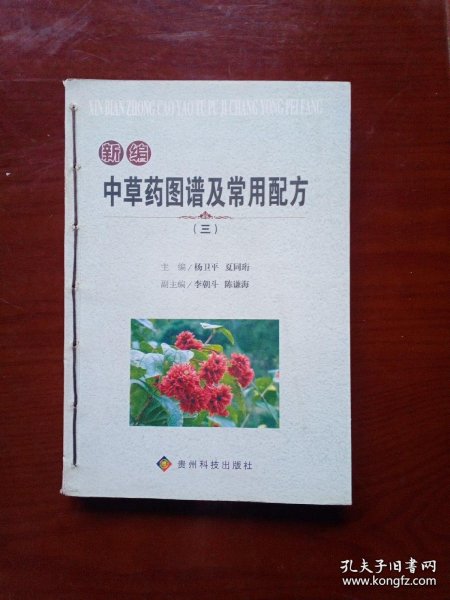 XIN BIAN ZHONG CAO YAO TU PU JI CHANG YONG PEI FANG
新编
中草药图谱及常用配方
（三）
主 编／杨卫平 夏同珩
副主编／李朝斗 陈谦海
贵州科技出版社
孔夫子旧书网
www.kongfz.com